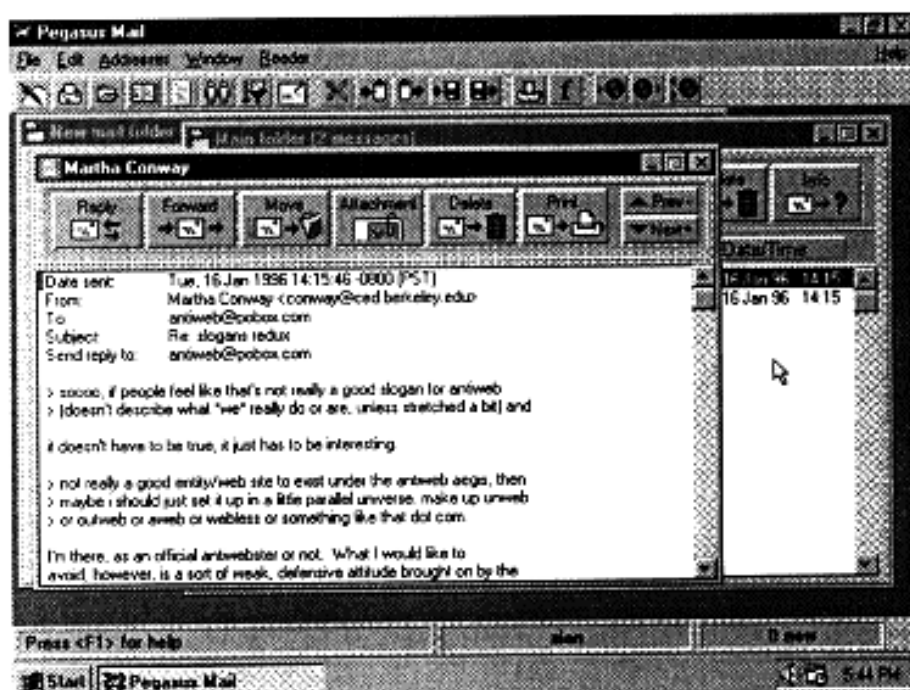 Pegasus Mail
File Edit Addresses Window Reader Help
New mail folder
Main folder (2 messages)
Martha Conway
Reply Forward Move Attachment Delete Print Prev Next Info
Date/Time
Date sent: Tue, 16 Jan 1996 14:15:46 -0800 (PST)
From: Martha Conway <conway@ced.berkeley.edu>
To: antiweb@pobox.com
Subject: Re: slogans redux
Send reply to: antiweb@pobox.com
16 Jan 96 14:15
16 Jan 96 14:15
> sooooo, if people feel like that's not really a good slogan for antiweb
> (doesn't describe what "we" really do or are, unless stretched a bit) and
it doesn't have to be true, it just has to be interesting.
> not really a good entity/web site to exist under the antiweb aegis, then
> maybe i should just set it up in a little parallel universe. make up unweb
> or outweb or aweb or webless or something like that dot com.
I'm there, as an official antiwebster or not. What I would like to
avoid, however, is a sort of weak, defensive attitude brought on by the
Press <F1> for help
0 new
Start Pegasus Mail 5:44 PM